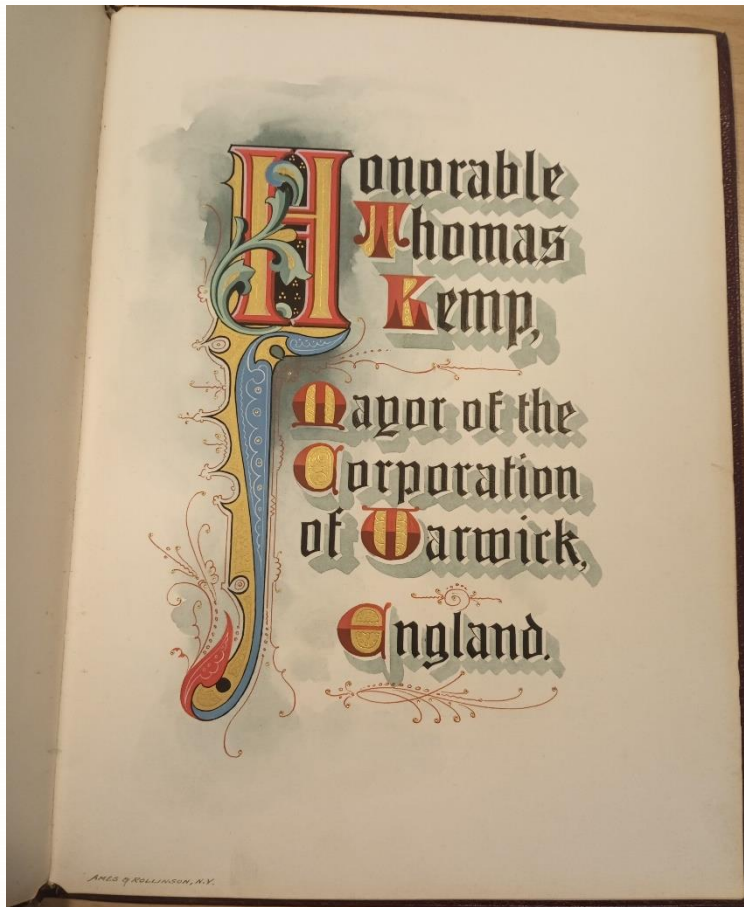 Honorable
Thomas
Kemp,
Mayor of the
Corporation
of Warwick,
England.
AMES & ROLLINSON, N.Y.